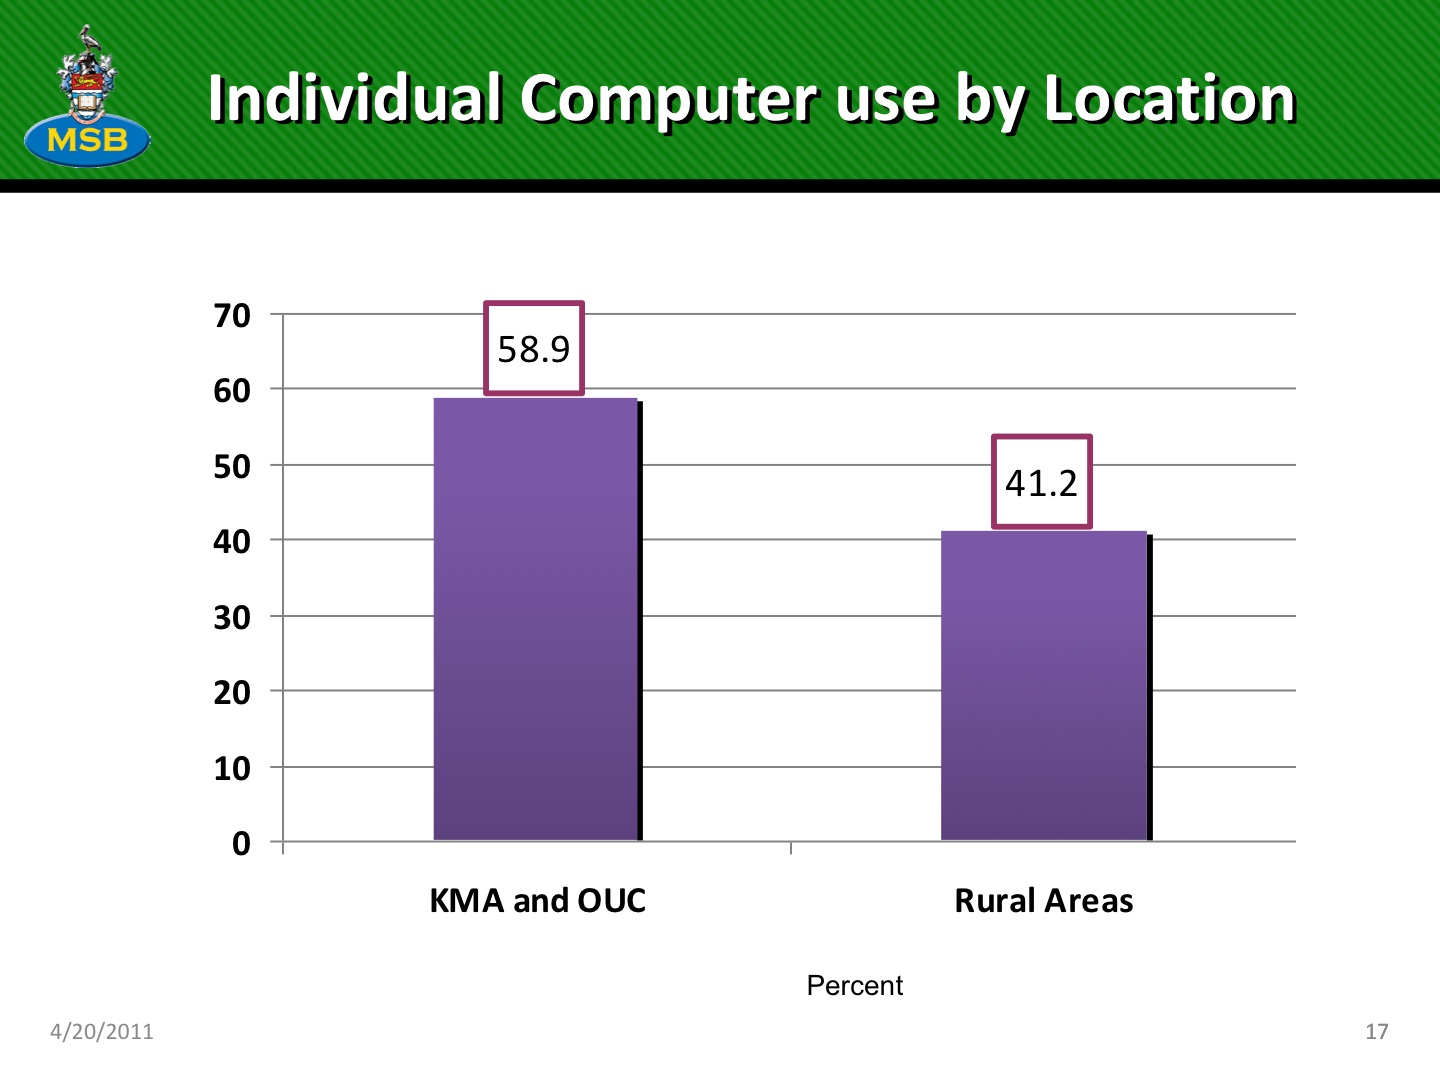 MSB
Individual Computer use by Location
70
60
50
40
30
20
10
0
58.9
41.2
KMA and OUC
Rural Areas
Percent
4/20/2011
17